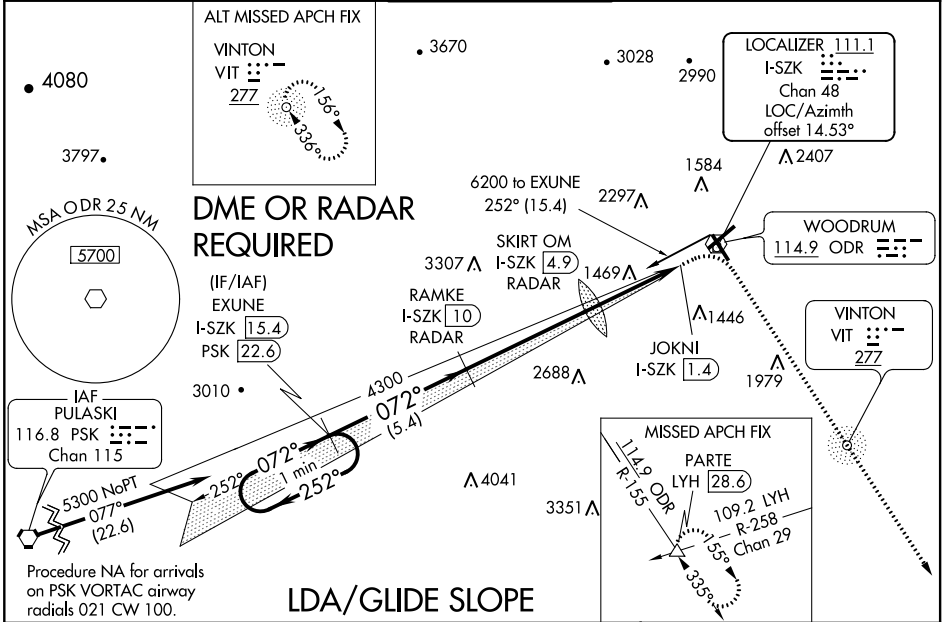 ALT MISSED APCH FIX
VINTON
VIT
277
156°
336°
4080
3797
3670
3028
2990
LOCALIZER 111.1
I-SZK
Chan 48
LOC/Azimth
offset 14.53°
1584
2407
MSA ODR 25 NM
5700
DME OR RADAR
REQUIRED
6200 to EXUNE
252° (15.4)
2297
WOODRUM
114.9 ODR
SKIRT OM
I-SZK 4.9
RADAR
3307
1469
(IF/IAF)
EXUNE
I-SZK 15.4
PSK 22.6
RAMKE
I-SZK 10
RADAR
1446
VINTON
VIT
277
JOKNI
I-SZK 1.4
2688
1979
3010
4300
072°
(5.4)
IAF
PULASKI
116.8 PSK
Chan 115
072°
1 min
252°
252°
5300 NoPT
077°
(22.6)
4041
3351
MISSED APCH FIX
114.9 ODR
R-155
PARTE
LYH 28.6
109.2 LYH
R-258
Chan 29
155°
335°
Procedure NA for arrivals
on PSK VORTAC airway
radials 021 CW 100.
LDA/GLIDE SLOPE